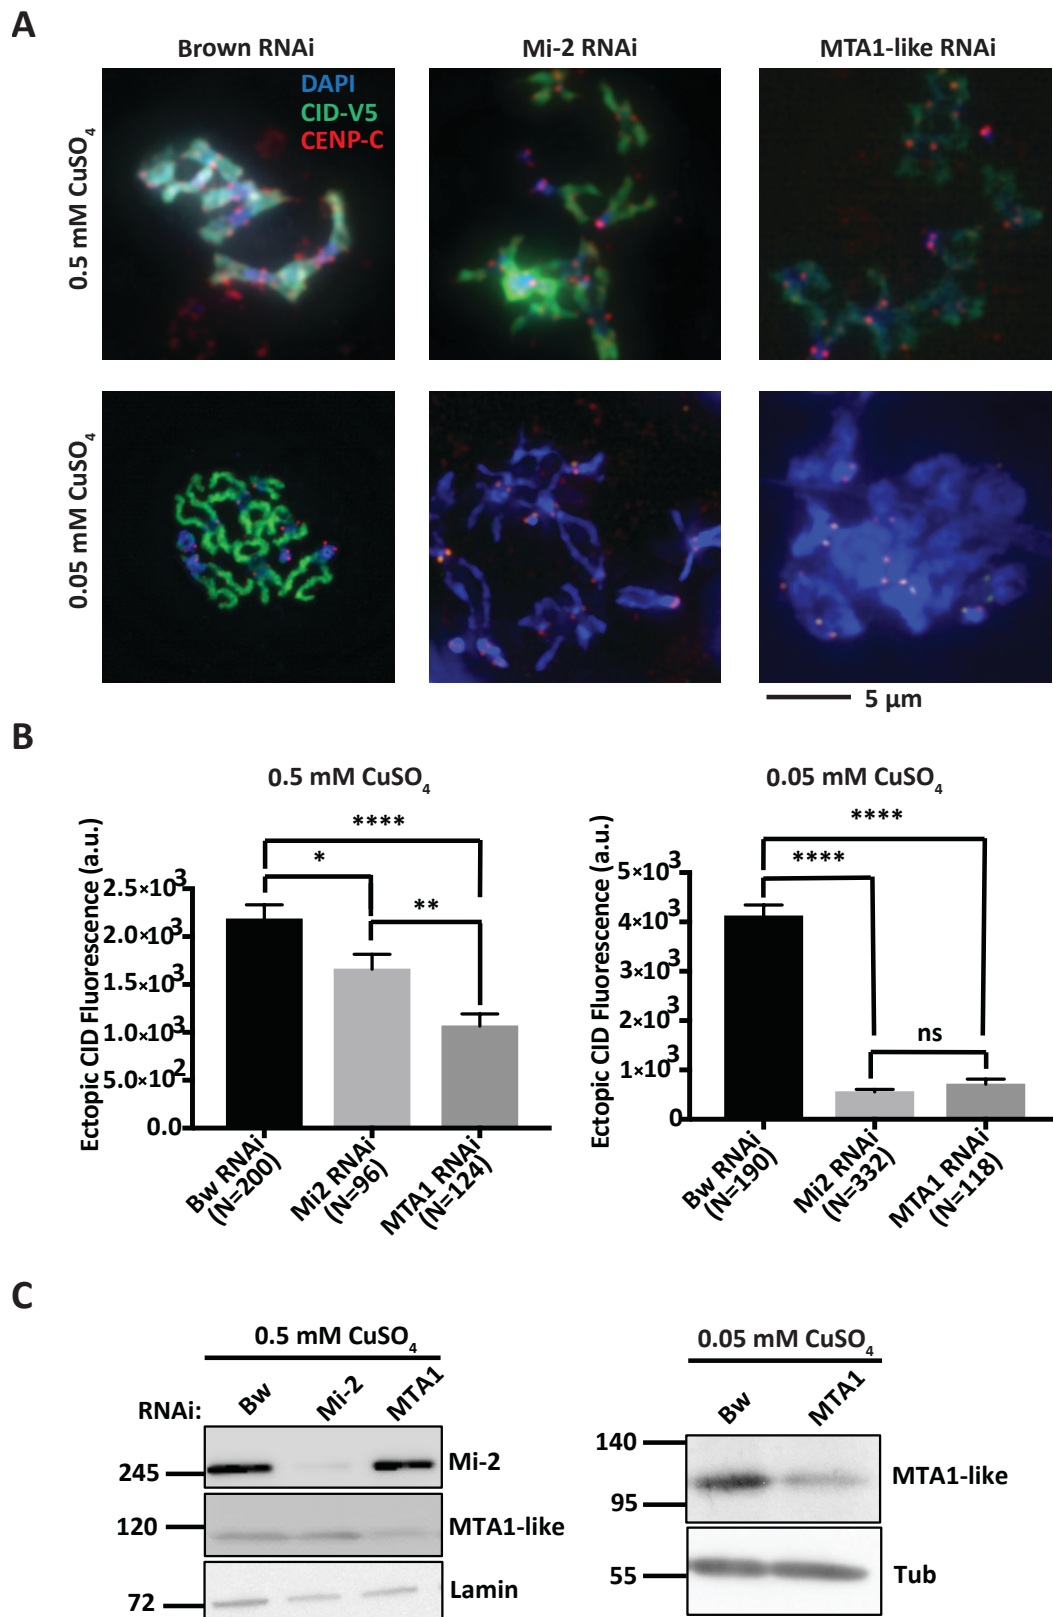 A
Brown RNAi
Mi-2 RNAi
MTA1-like RNAi
DAPI
CID-V5
CENP-C
0.5 mM CuSO4
0.05 mM CuSO4
5 μm
B
0.5 mM CuSO4
Ectopic CID Fluorescence (a.u.)
2.5×10³
2.0×10³
1.5×10³
1.0×10³
5.0×10²
0.0
****
*
**
Bw RNAi
(N=200)
Mi2 RNAi
(N=96)
MTA1 RNAi
(N=124)
0.05 mM CuSO4
Ectopic CID Fluorescence (a.u.)
5×10³
4×10³
3×10³
2×10³
1×10³
0
****
****
ns
Bw RNAi
(N=190)
Mi2 RNAi
(N=332)
MTA1 RNAi
(N=118)
C
0.5 mM CuSO4
RNAi: Bw Mi-2 MTA1
245 Mi-2
120 MTA1-like
72 Lamin
0.05 mM CuSO4
Bw MTA1
140
MTA1-like
95
55 Tub